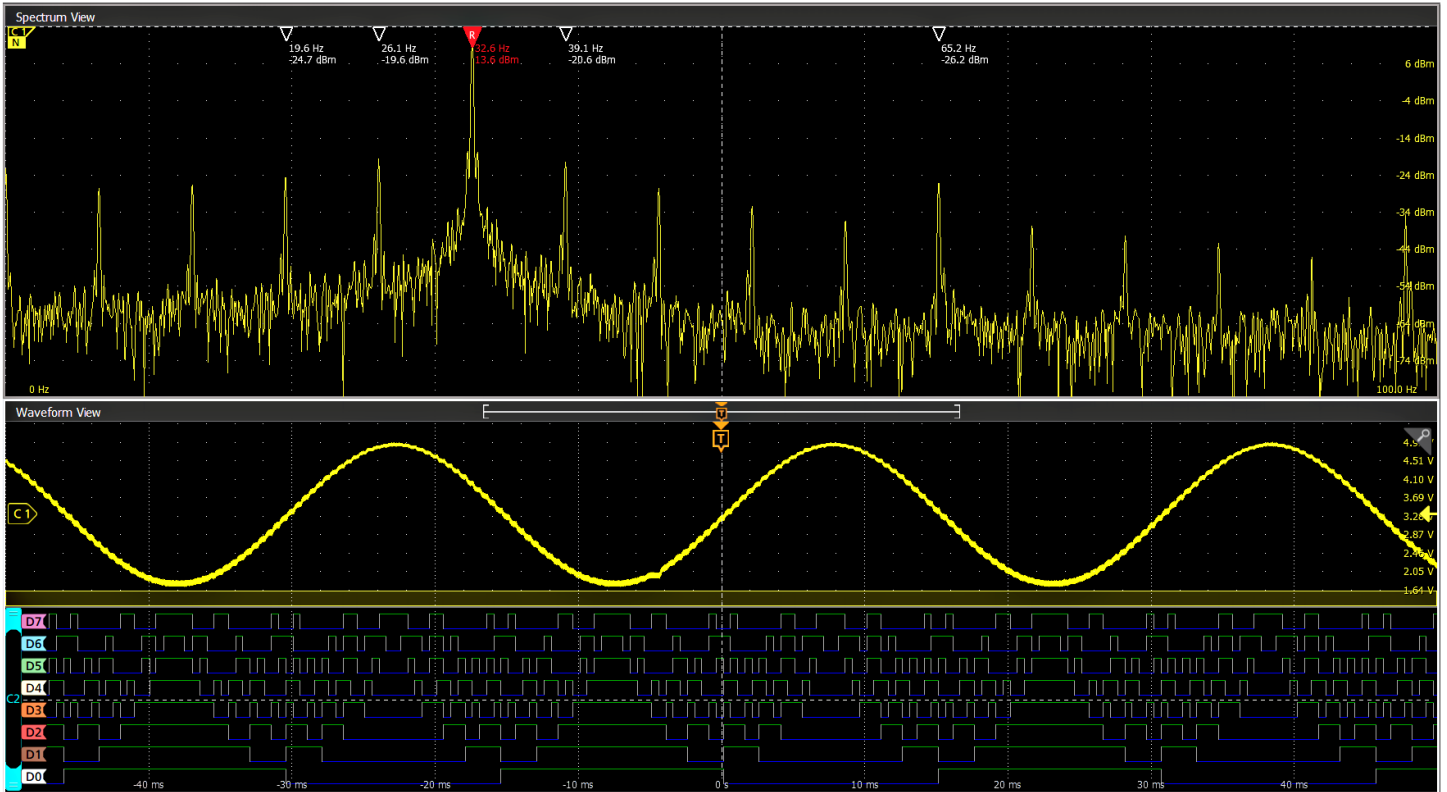 Spectrum View
C1
N
R
19.6 Hz
-24.7 dBm
26.1 Hz
-19.6 dBm
32.6 Hz
13.6 dBm
39.1 Hz
-20.6 dBm
65.2 Hz
-26.2 dBm
6 dBm
-4 dBm
-14 dBm
-24 dBm
-34 dBm
-44 dBm
-54 dBm
-64 dBm
-74 dBm
0 Hz
100.0 Hz
Waveform View
T
T
C1
4.51 V
4.10 V
3.69 V
2.87 V
2.05 V
1.64 V
C2
D7
D6
D5
D4
D3
D2
D1
D0
-40 ms
-30 ms
-20 ms
-10 ms
0 s
10 ms
20 ms
30 ms
40 ms